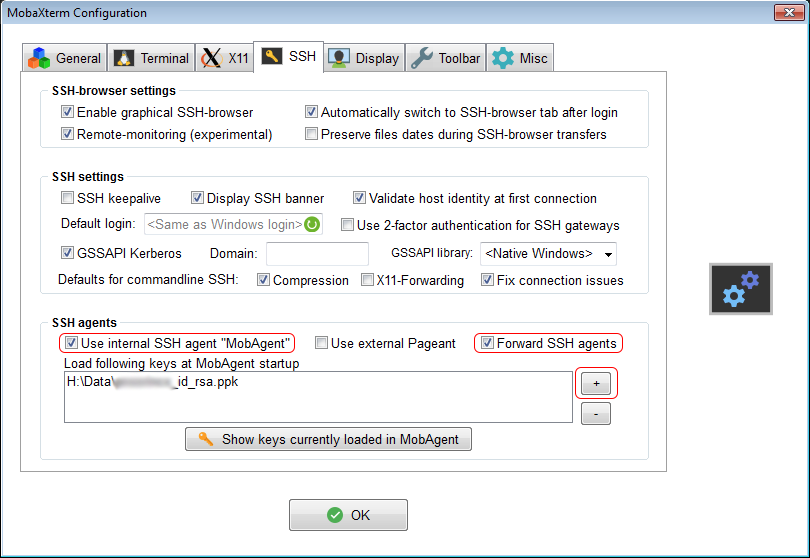 MobaXterm Configuration
General Terminal X11 SSH Display Toolbar Misc
SSH-browser settings
Enable graphical SSH-browser Automatically switch to SSH-browser tab after login
Remote-monitoring (experimental) Preserve files dates during SSH-browser transfers
SSH settings
SSH keepalive Display SSH banner Validate host identity at first connection
Default login: <Same as Windows login> Use 2-factor authentication for SSH gateways
GSSAPI Kerberos Domain: GSSAPI library: <Native Windows>
Defaults for commandline SSH: Compression X11-Forwarding Fix connection issues
SSH agents
Use internal SSH agent "MobAgent" Use external Pageant Forward SSH agents
Load following keys at MobAgent startup
H:\Data\ _id_rsa.ppk
+
-
Show keys currently loaded in MobAgent
OK